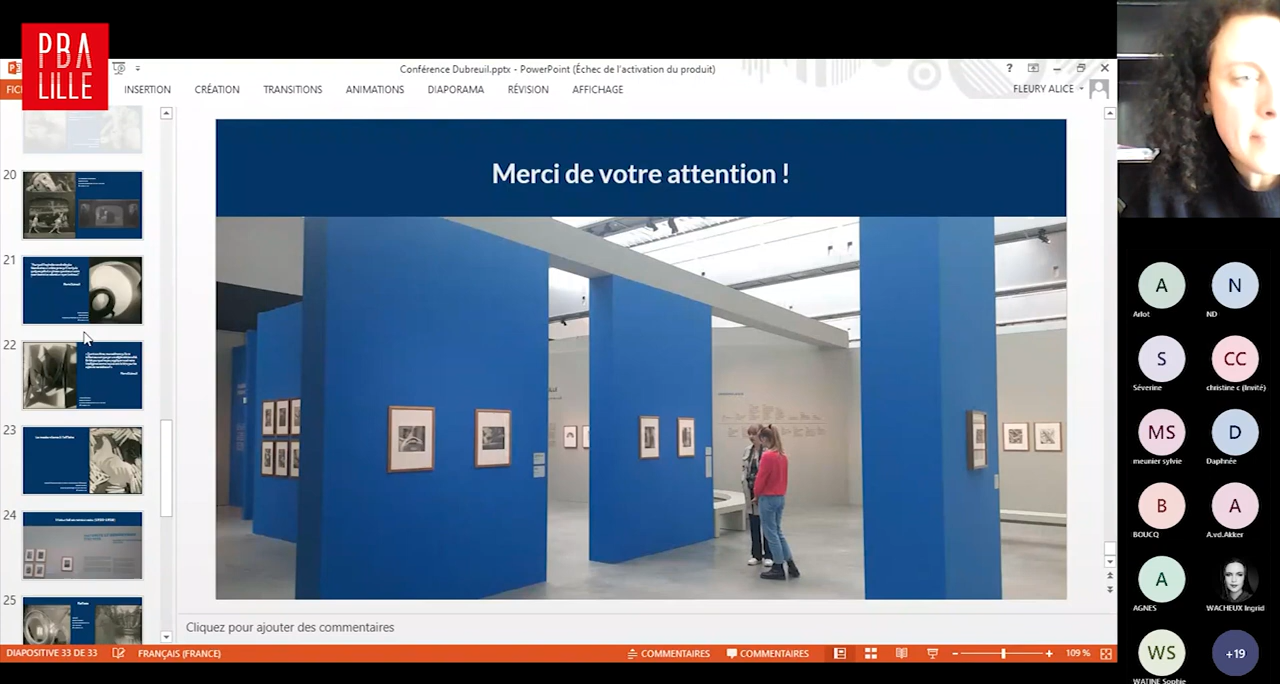 PBA
LILLE
Conférence Dubreuil.pptx - PowerPoint (Échec de l'activation du produit)
FIC
INSERTION
CRÉATION
TRANSITIONS
ANIMATIONS
DIAPORAMA
RÉVISION
AFFICHAGE
FLEURY ALICE
20
21
22
23
24
25
Merci de votre attention !
Cliquez pour ajouter des commentaires
DIAPOSITIVE 33 DE 33
FRANÇAIS (FRANCE)
COMMENTAIRES
COMMENTAIRES
109 %
A
Arlot
N
ND
S
Séverine
CC
christine c (Invité)
MS
meunier sylvie
D
Daphnée
B
BOUCQ
A
A.vd.Akker
A
AGNES
WACHEUX Ingrid
WS
WATINE Sophie
+19